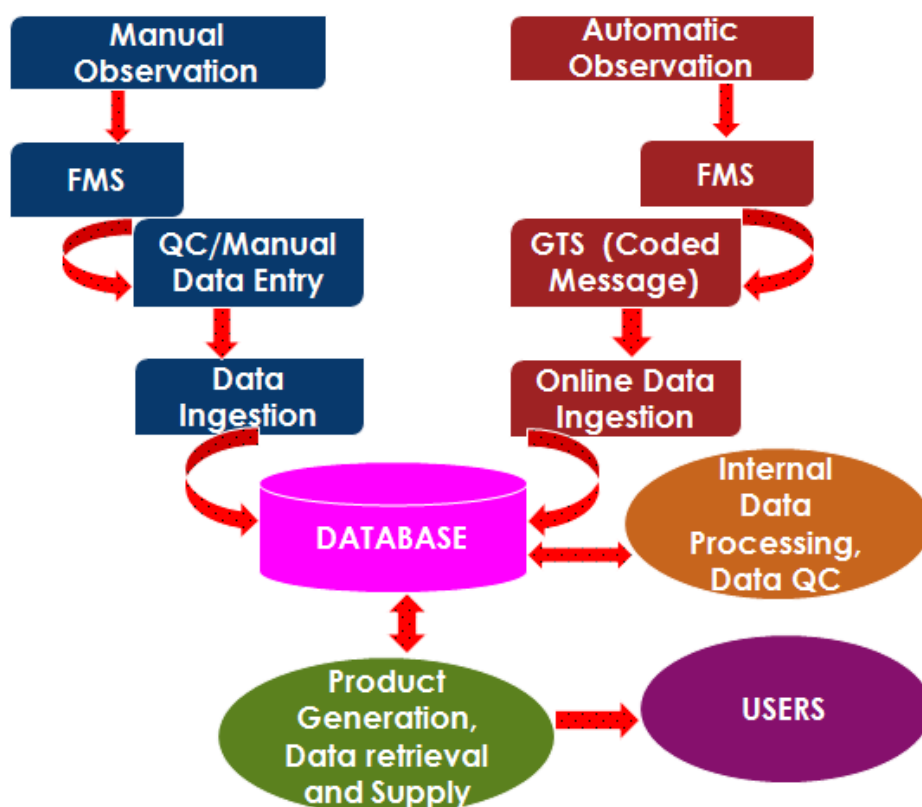 Manual
Observation
Automatic
Observation
FMS
FMS
QC/Manual
Data Entry
GTS (Coded
Message)
Data
Ingestion
Online Data
Ingestion
DATABASE
Internal
Data
Processing,
Data QC
Product
Generation,
Data retrieval
and Supply
USERS